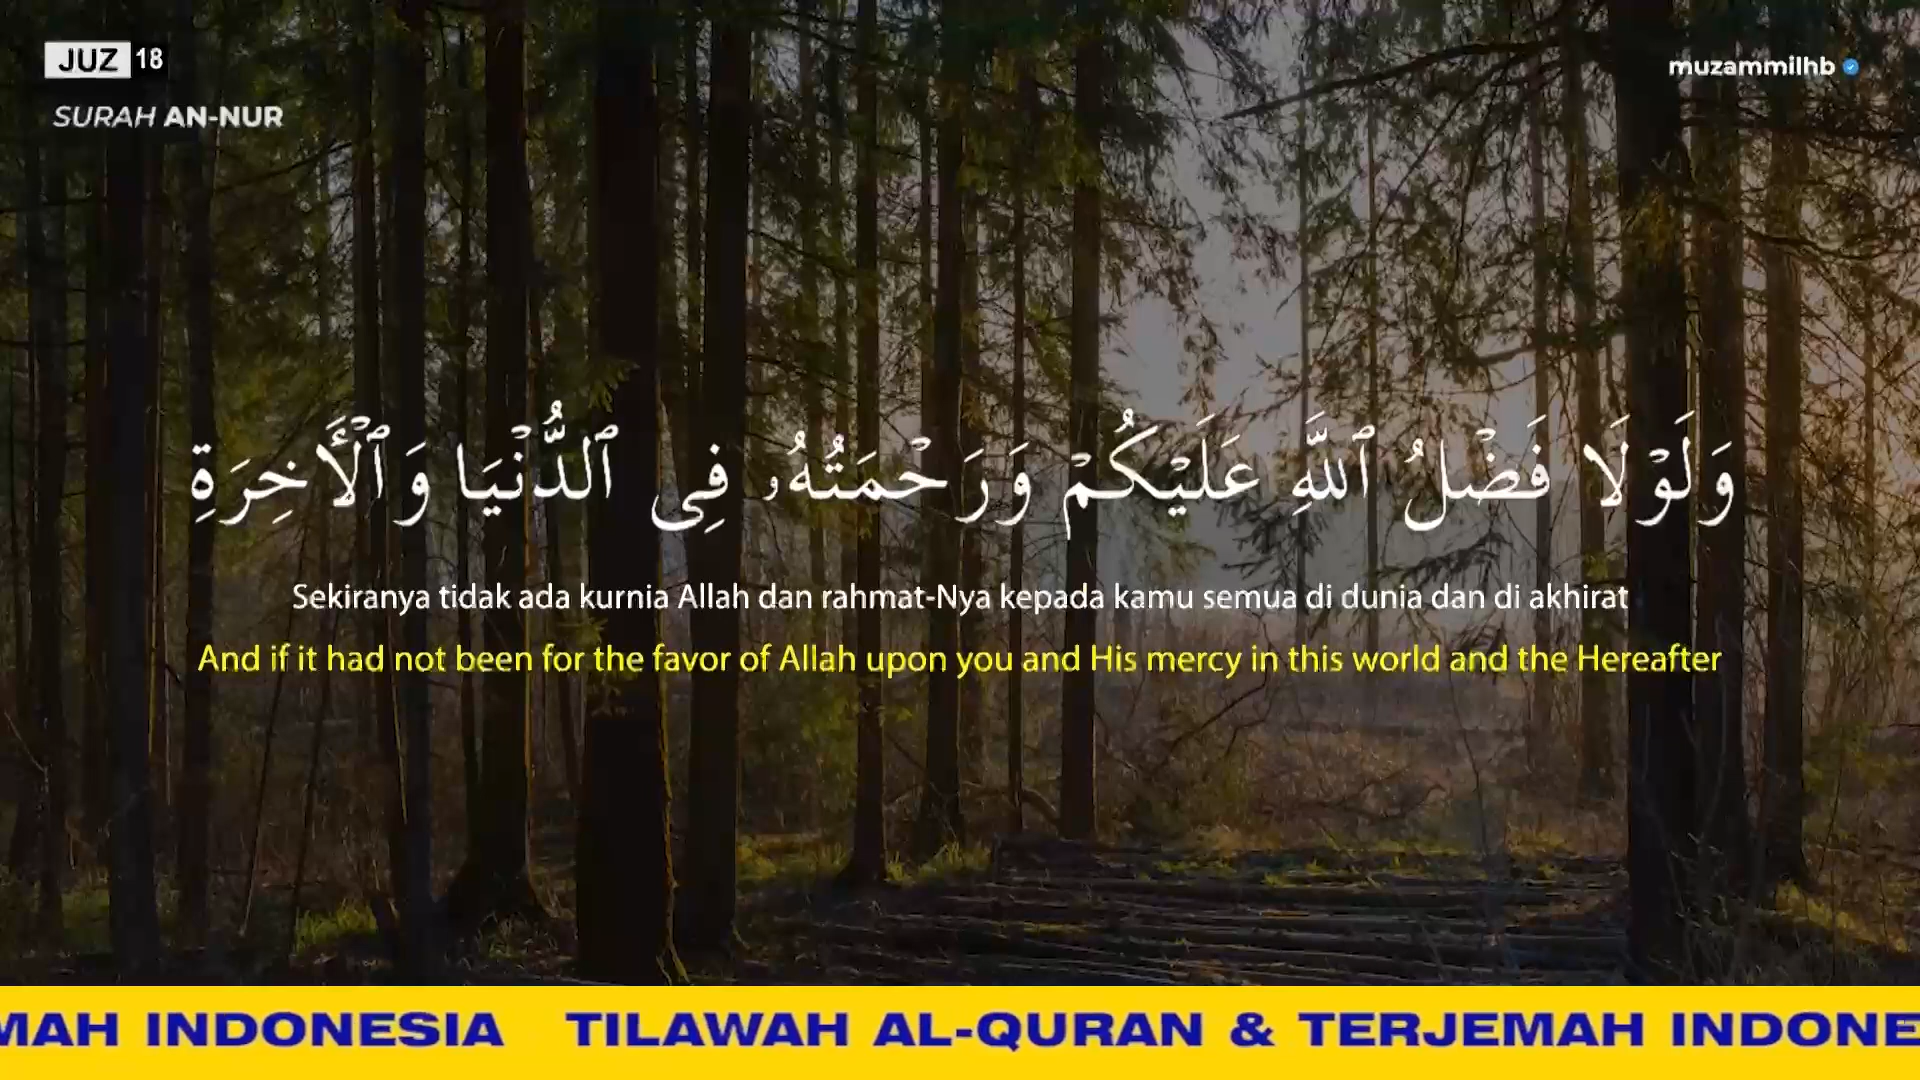 JUZ 18
muzammilhb
SURAH AN-NUR
وَلَوْلَا فَضْلُ ٱللَّهِ عَلَيْكُمْ وَرَحْمَتُهُۥ فِى ٱلدُّنْيَا وَٱلْأَخِرَةِ
Sekiranya tidak ada kurnia Allah dan rahmat-Nya kepada kamu semua di dunia dan di akhirat
And if it had not been for the favor of Allah upon you and His mercy in this world and the Hereafter
MAH INDONESIA TILAWAH AL-QURAN & TERJEMAH INDONE